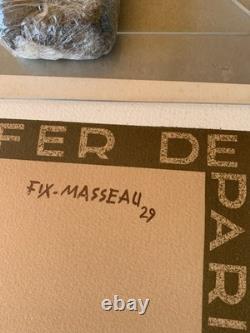 FER DE
PARI
FIX-MASSEAU
29